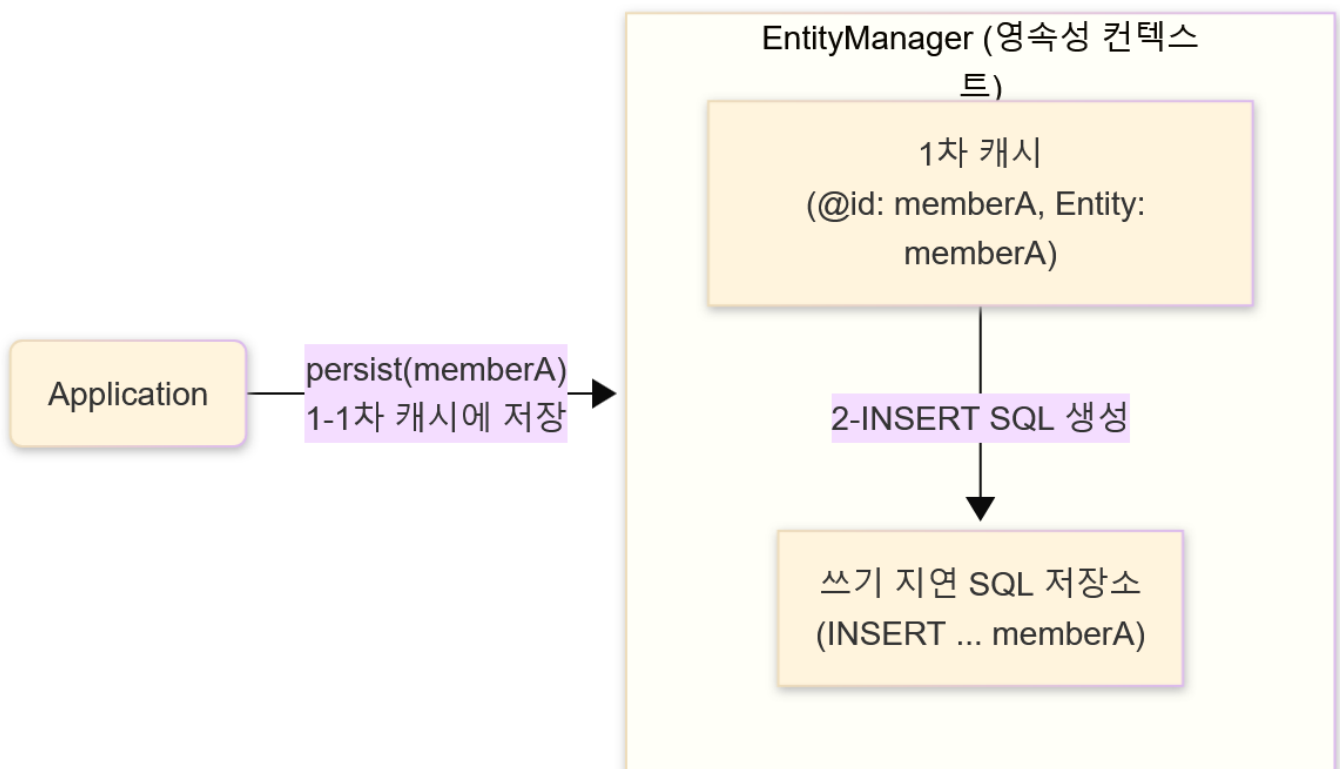 EntityManager (영속성 컨텍스
트)
1차 캐시
(@id: memberA, Entity:
memberA)
Application
persist(memberA)
1-1차 캐시에 저장
2-INSERT SQL 생성
쓰기 지연 SQL 저장소
(INSERT ... memberA)